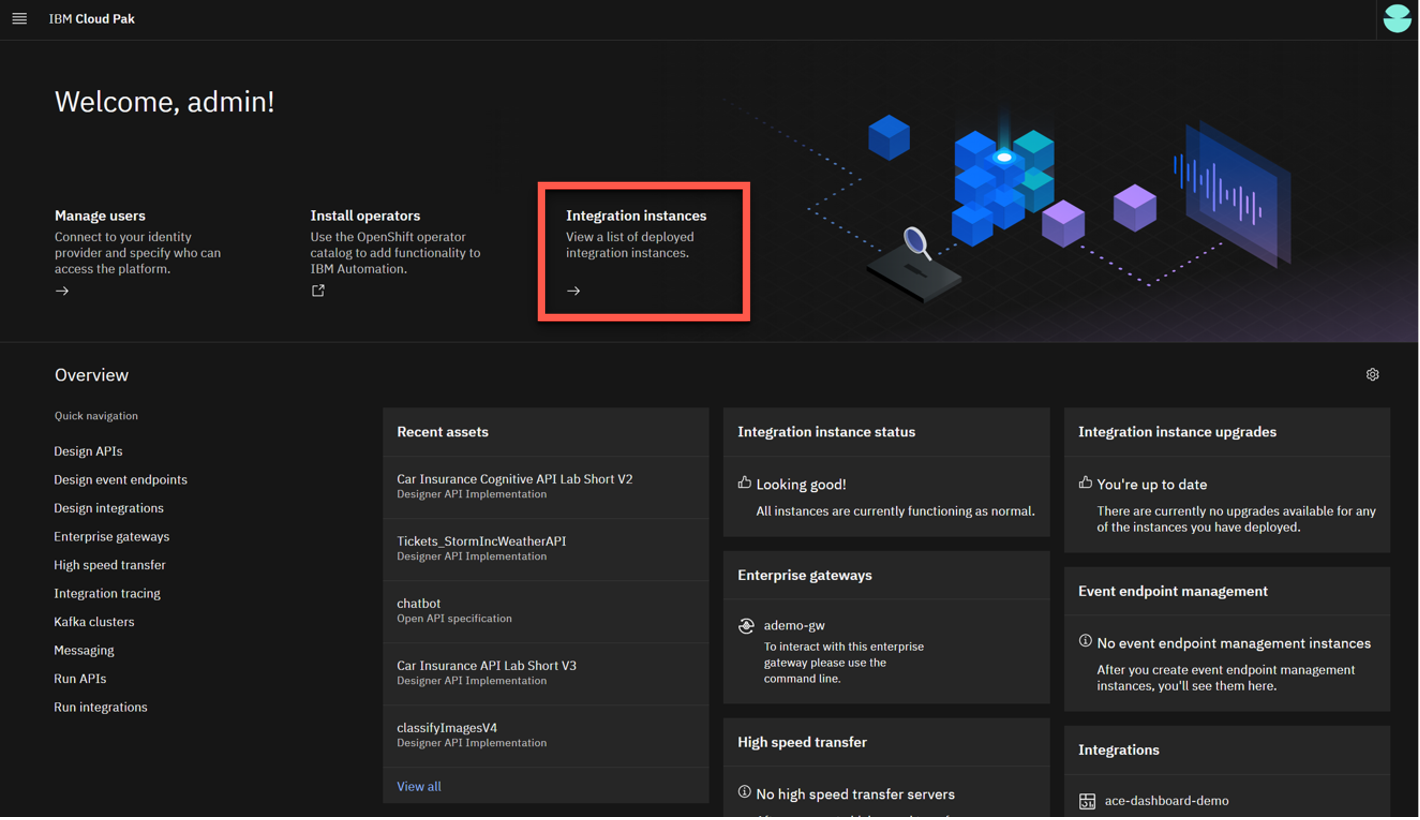 IBM Cloud Pak
Welcome, admin!
Manage users
Connect to your identity
provider and specify who can
access the platform.
Install operators
Use the OpenShift operator
catalog to add functionality to
IBM Automation.
Integration instances
View a list of deployed
integration instances.
Overview
Quick navigation
Design APIs
Design event endpoints
Design integrations
Enterprise gateways
High speed transfer
Integration tracing
Kafka clusters
Messaging
Run APIs
Run integrations
Recent assets
Car Insurance Cognitive API Lab Short V2
Designer API Implementation
Tickets_StormIncWeatherAPI
Designer API Implementation
chatbot
Open API specification
Car Insurance API Lab Short V3
Designer API Implementation
classifyImagesV4
Designer API Implementation
View all
Integration instance status
Looking good!
All instances are currently functioning as normal.
Enterprise gateways
ademo-gw
To interact with this enterprise
gateway please use the
command line.
High speed transfer
No high speed transfer servers
Integration instance upgrades
You're up to date
There are currently no upgrades available for any
of the instances you have deployed.
Event endpoint management
No event endpoint management instances
After you create event endpoint management
instances, you'll see them here.
Integrations
ace-dashboard-demo